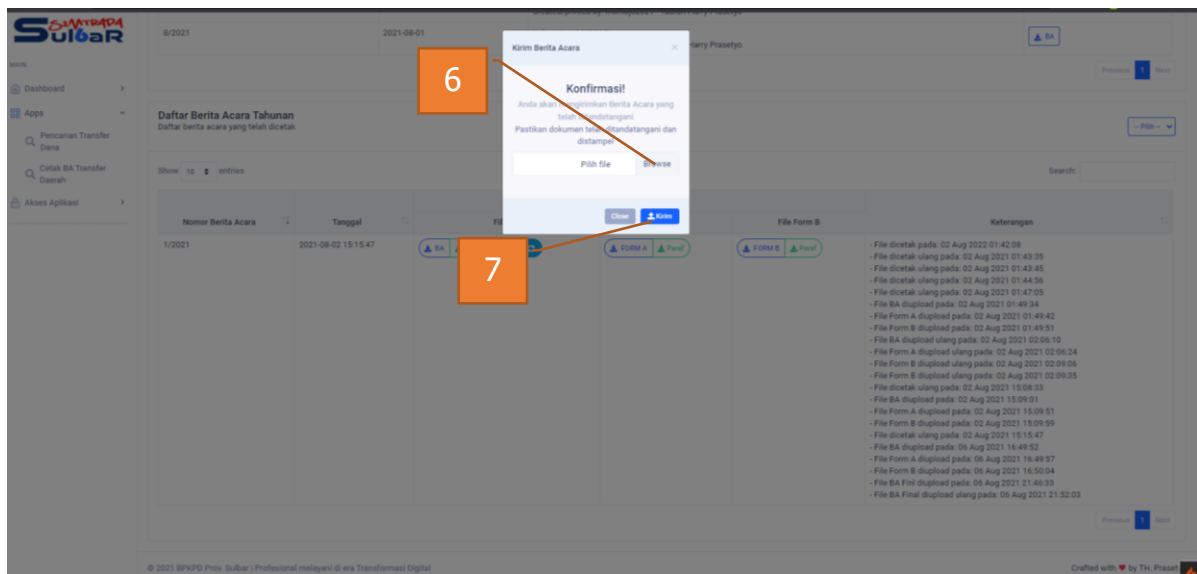 SIMTRADA
SulbaR
8/2021
2021-08-01
Harry Prasetyo
BA
Previous 1 Next
MAIN
Dashboard
Apps
Pencarian Transfer
Dana
Cetak BA Transfer
Daerah
Akses Aplikasi
Kirim Berita Acara
×
Konfirmasi!
Anda akan mengirimkan Berita Acara yang
telah ditandatangani
Pastikan dokumen telah ditandatangani dan
distampel
Pilih file Browse
Close Kirim
6
7
Daftar Berita Acara Tahunan
Daftar berita acara yang telah dicetak
--Pilih--
Show 10 entries
Search:
Nomor Berita Acara Tanggal File Form B Keterangan
1/2021 2021-08-02 15:15:47 BA FORM A Paraf FORM B Paraf
- File dicetak pada: 02 Aug 2022 01:42:08
- File dicetak ulang pada: 02 Aug 2021 01:43:35
- File dicetak ulang pada: 02 Aug 2021 01:43:45
- File dicetak ulang pada: 02 Aug 2021 01:44:56
- File dicetak ulang pada: 02 Aug 2021 01:47:05
- File BA diupload pada: 02 Aug 2021 01:49:34
- File Form A diupload pada: 02 Aug 2021 01:49:42
- File Form B diupload pada: 02 Aug 2021 01:49:51
- File BA diupload ulang pada: 02 Aug 2021 02:06:10
- File Form A diupload ulang pada: 02 Aug 2021 02:06:24
- File Form B diupload ulang pada: 02 Aug 2021 02:09:06
- File Form B diupload ulang pada: 02 Aug 2021 02:09:35
- File dicetak ulang pada: 02 Aug 2021 15:08:33
- File BA diupload pada: 02 Aug 2021 15:09:01
- File Form A diupload pada: 02 Aug 2021 15:09:51
- File Form B diupload pada: 02 Aug 2021 15:09:59
- File dicetak ulang pada: 02 Aug 2021 15:15:47
- File BA diupload pada: 06 Aug 2021 16:49:52
- File Form A diupload pada: 06 Aug 2021 16:49:57
- File Form B diupload pada: 06 Aug 2021 16:50:04
- File BA Finl diupload pada: 06 Aug 2021 21:46:33
- File BA Final diupload ulang pada: 06 Aug 2021 21:52:03
Previous 1 Next
© 2021 BPKPD Prov. Sulbar | Profesional melayani di era Transformasi Digital
Crafted with ♥ by TH. Praset